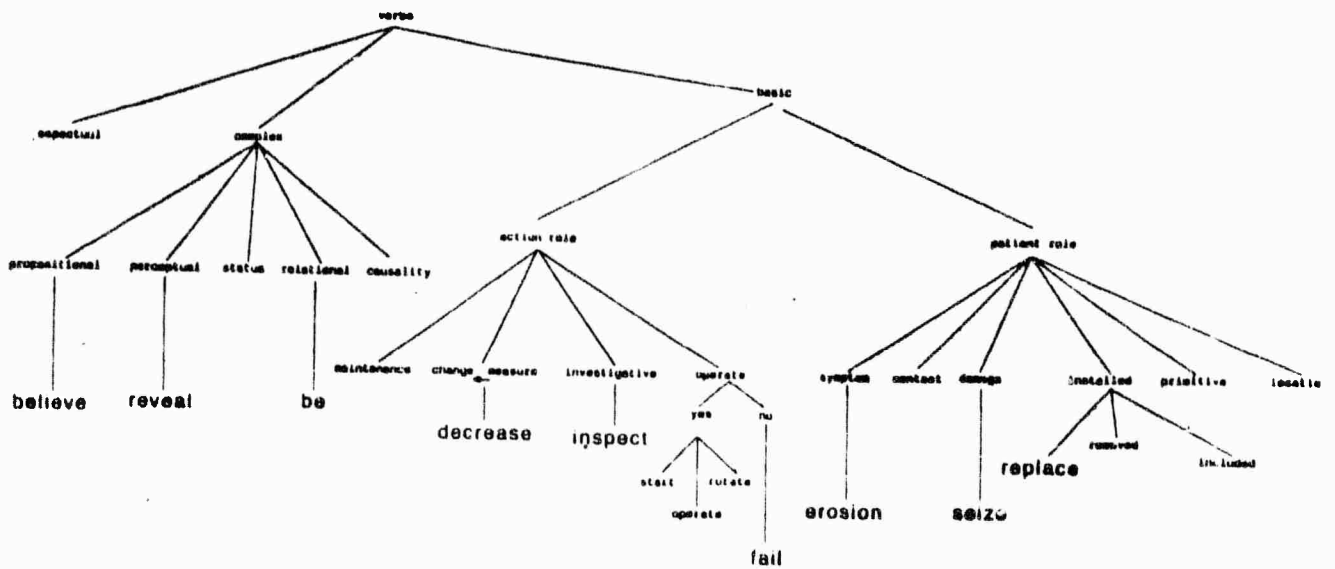 verbs
basic
aspectual complex
action role patient role
propositional perceptual status relational causality
maintenance change measure investigative operate symptom contact damage installed primitive locatic
believe reveal be yes no
decrease inspect removed
replace included
start rotate
operate erosion seize
fail